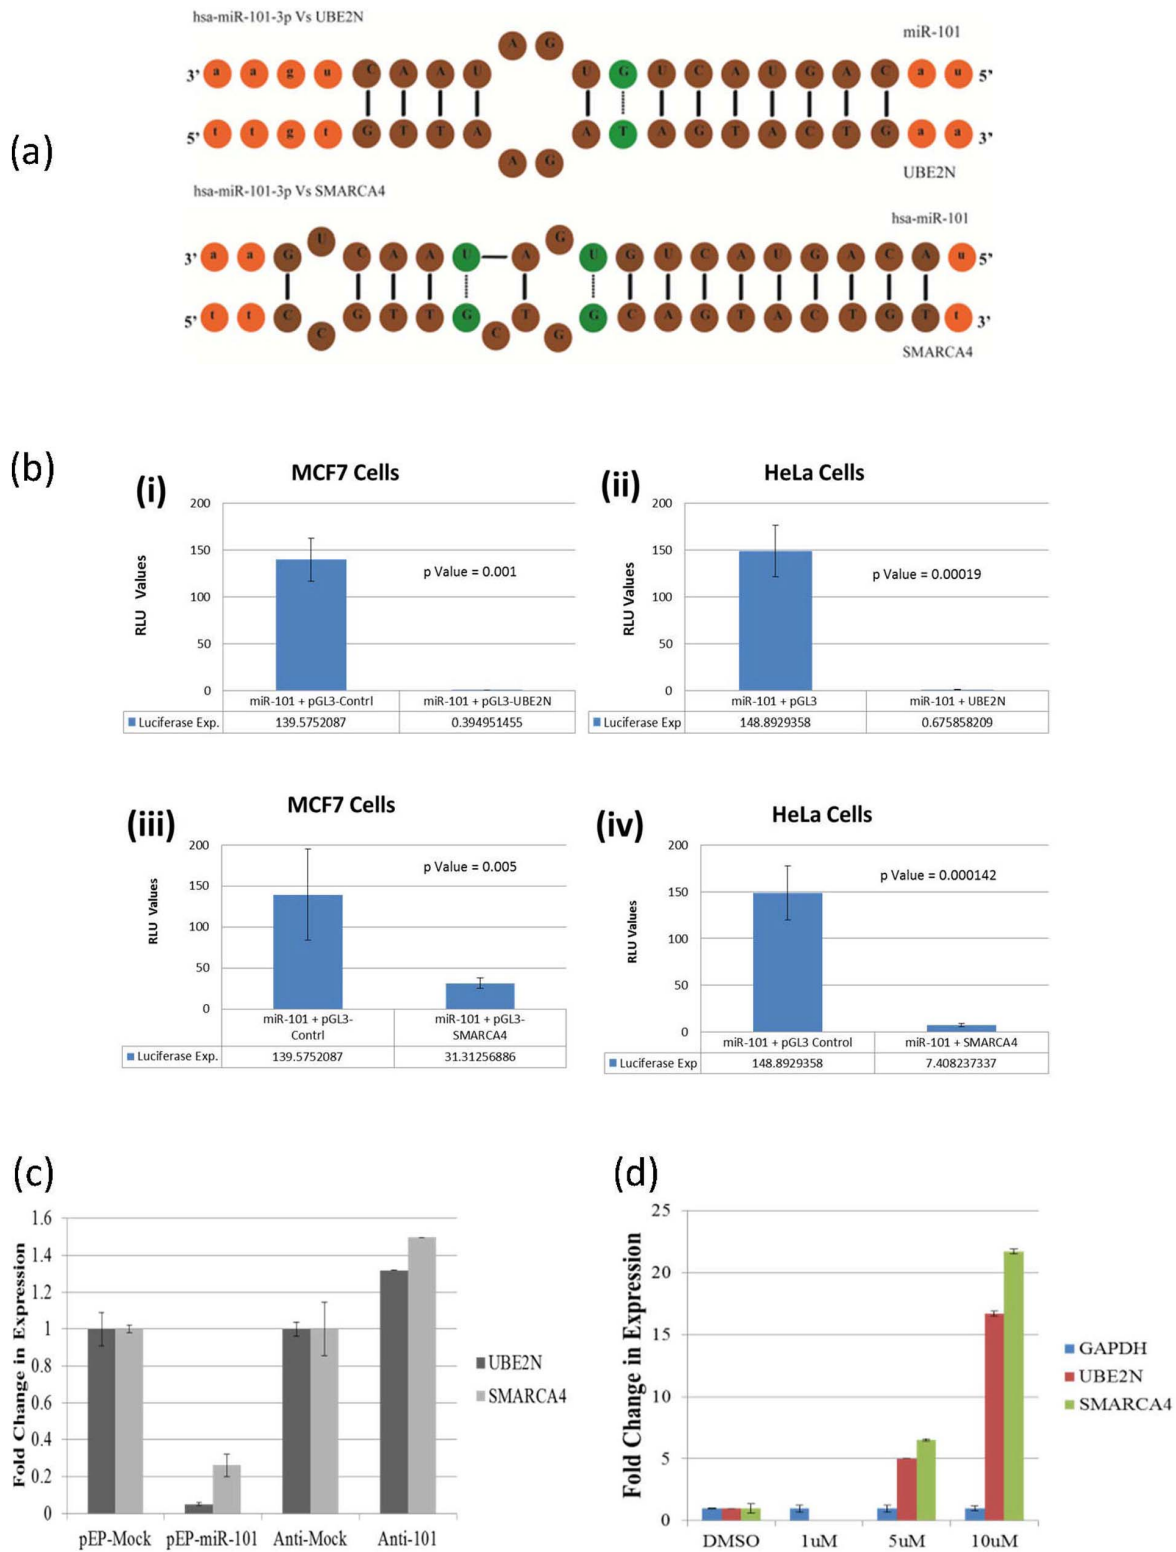 (a)
hsa-miR-101-3p Vs UBE2N
miR-101
A G
3' a a g u C A A U U G U C A U G A C a u 5'
5' t t g t G T T A A T A G T A C T G a a 3'
A G
UBE2N
hsa-miR-101-3p Vs SMARCA4
hsa-miR-101
3' a a G U C A A U A G U G U C A U G A C A u 5'
5' t t C C G T T G C T G G C A G T A C T G T t 3'
SMARCA4
(b)
(i)
MCF7 Cells
RLU Values
200
150
100
50
0
p Value = 0.001
miR-101 + pGL3-Contrl
miR-101 + pGL3-UBE2N
Luciferase Exp.
139.5752087
0.394951455
(ii)
HeLa Cells
RLU Values
200
150
100
50
0
p Value = 0.00019
miR-101 + pGL3
miR-101 + UBE2N
Luciferase Exp
148.8929358
0.675858209
(iii)
MCF7 Cells
RLU Values
200
150
100
50
0
p Value = 0.005
miR-101 + pGL3-
Contrl
miR-101 + pGL3-
SMARCA4
Luciferase Exp.
139.5752087
31.31256886
(iv)
HeLa Cells
RLU Values
200
150
100
50
0
p Value = 0.000142
miR-101 + pGL3 Control
miR-101 + SMARCA4
Luciferase Exp
148.8929358
7.408237337
(c)
Fold Change in Expression
1.6
1.4
1.2
1
0.8
0.6
0.4
0.2
0
pEP-Mock
pEP-miR-101
Anti-Mock
Anti-101
UBE2N
SMARCA4
(d)
Fold Change in Expression
25
20
15
10
5
0
DMSO
1uM
5uM
10uM
GAPDH
UBE2N
SMARCA4